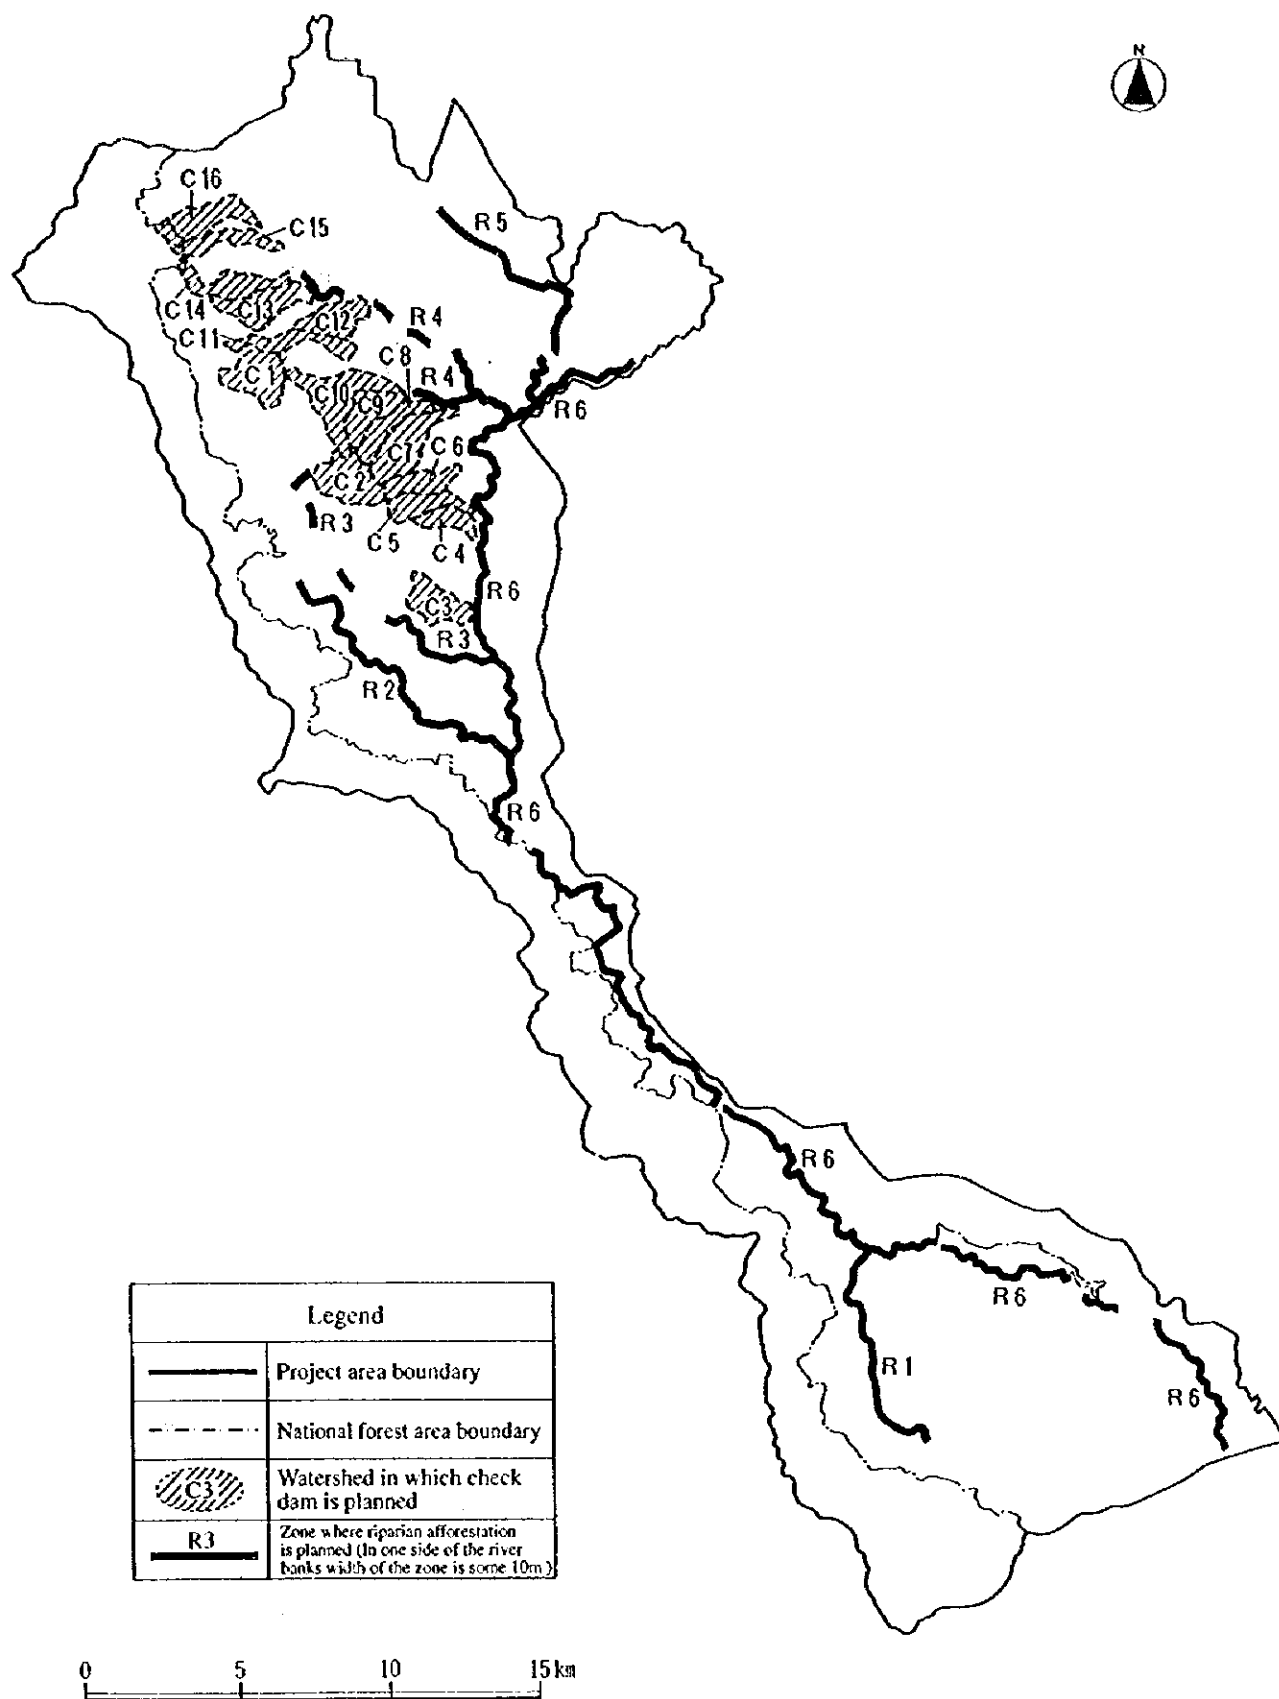 N
C 16
C 15
R 5
C 14
C 13
C 12
R 4
C 11
C 8
C 1
R 4
C 10
C 9
R 6
C 7
C 6
C 2
R 3
C 5
C 4
R 6
C 3
R 3
R 2
R 6
R 6
R 6
R 1
R 6
Legend
Project area boundary
National forest area boundary
C3
Watershed in which check
dam is planned
R3
Zone where riparian afforestation
is planned (In one side of the river
banks width of the zone is some 10m)
0 5 10 15 km